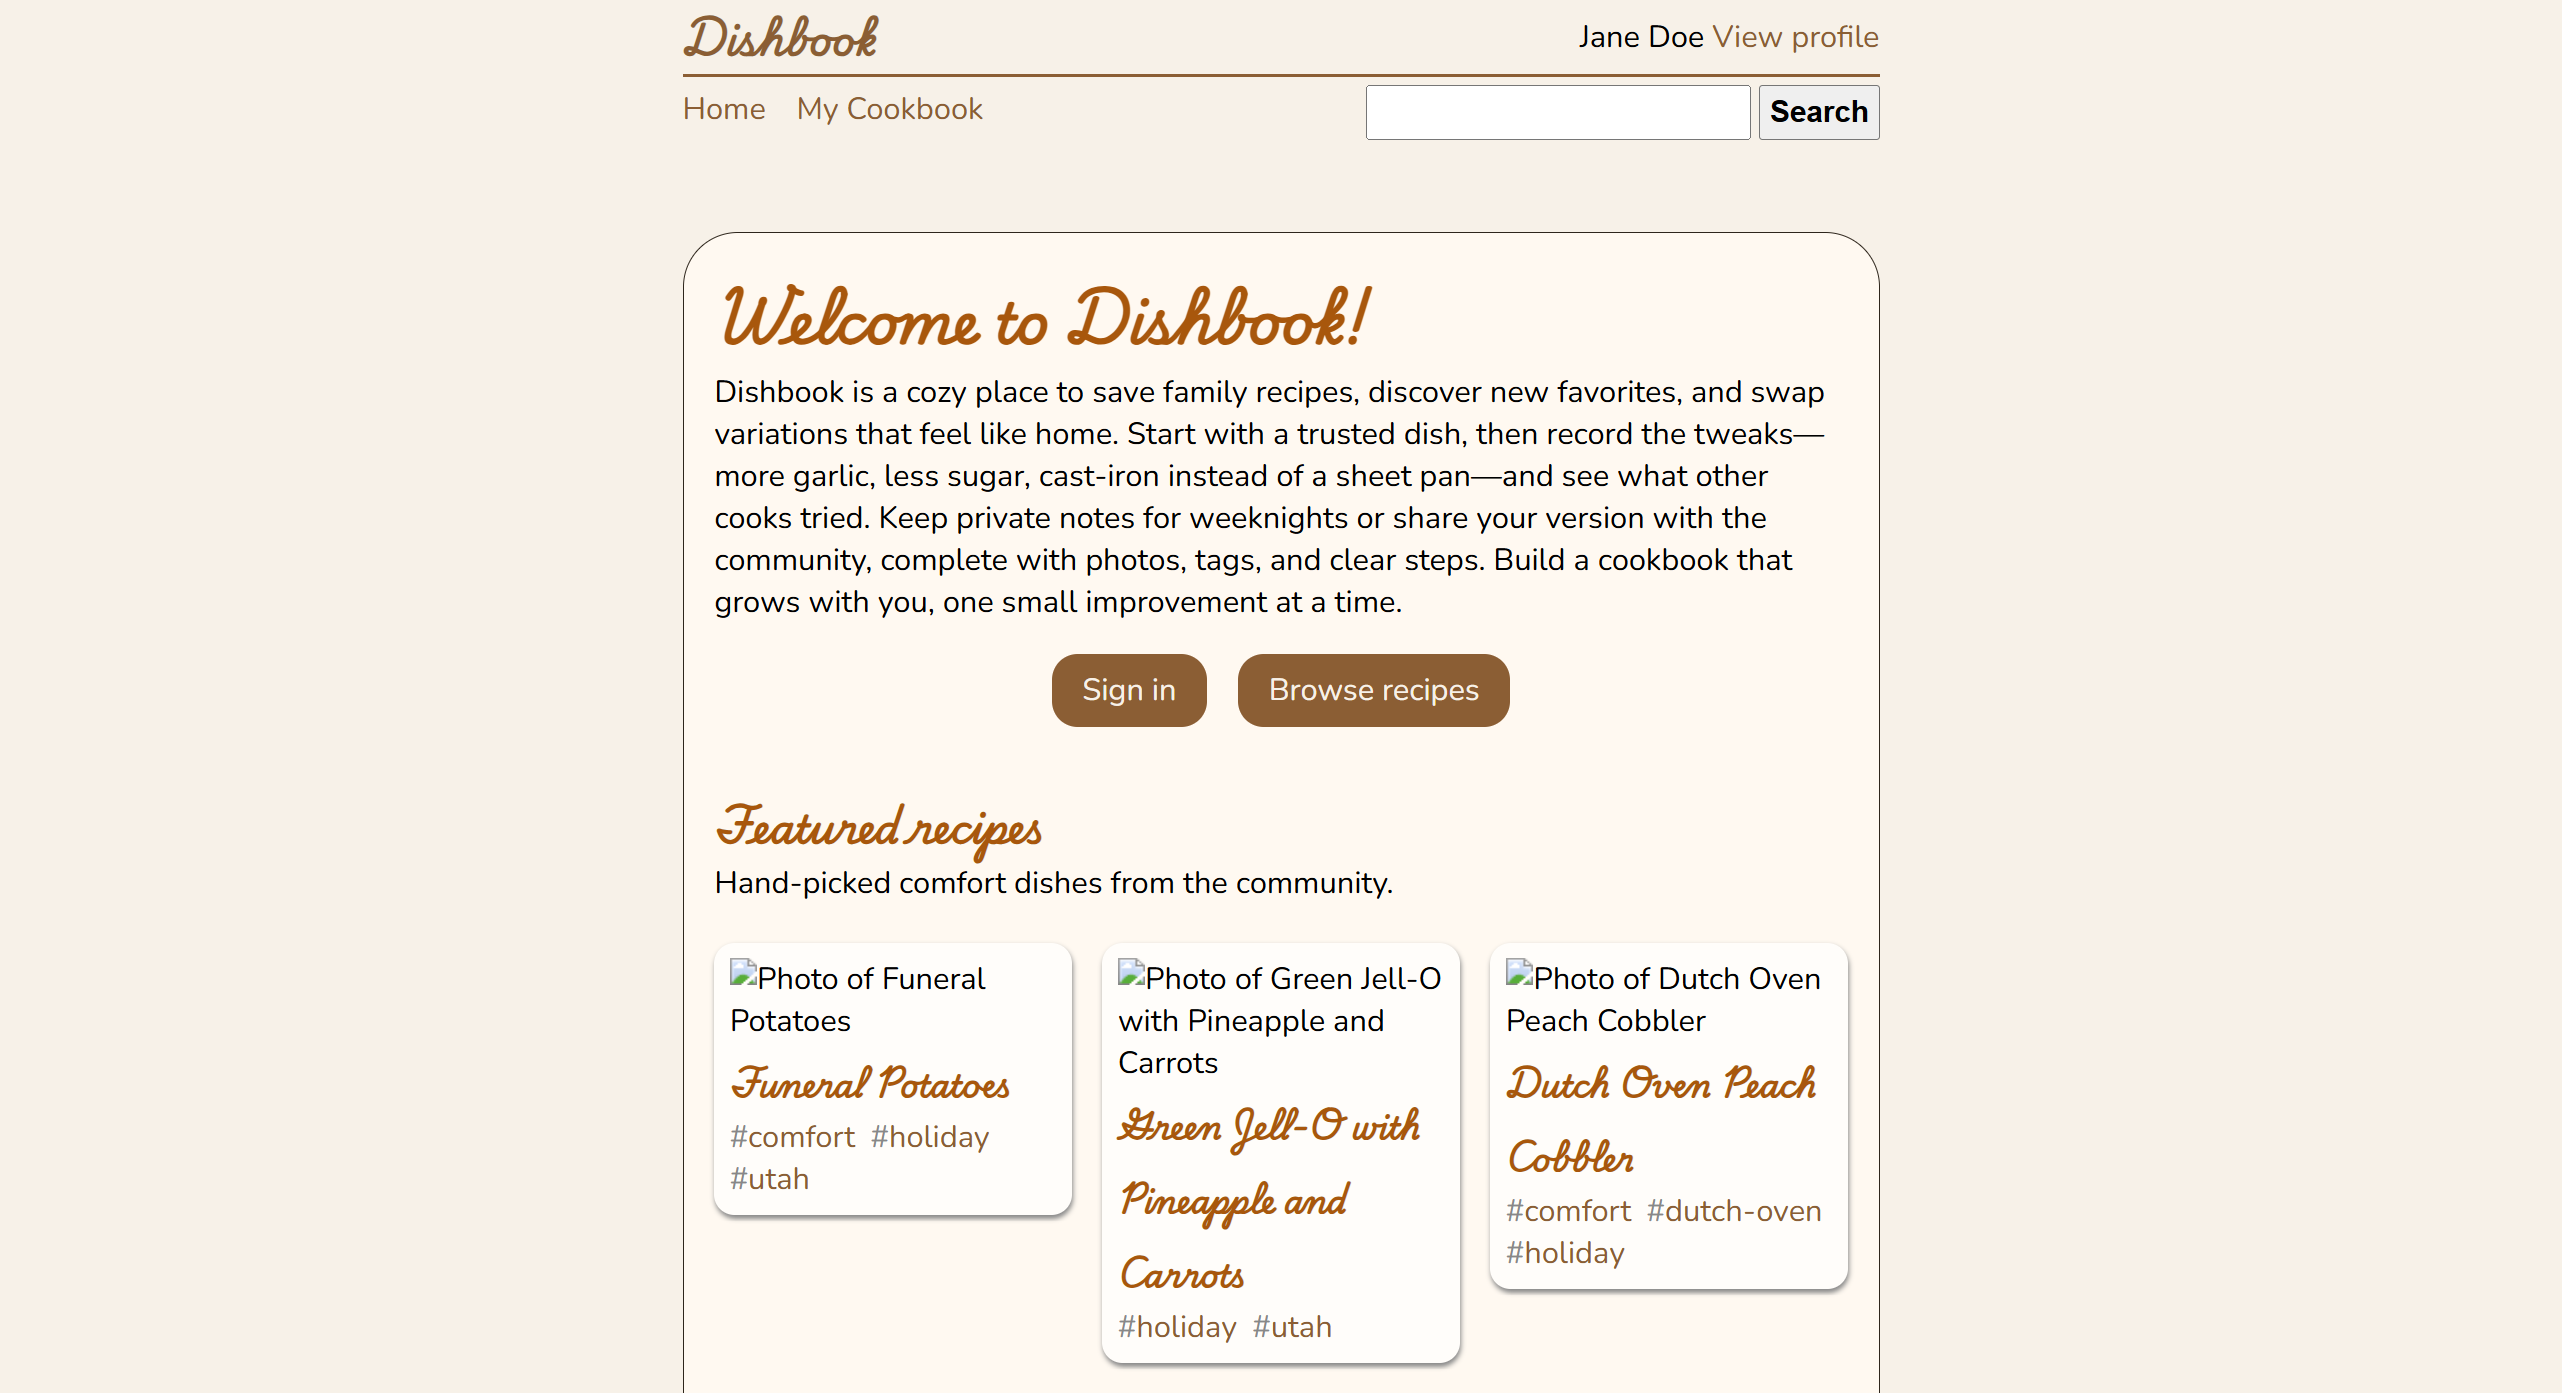 Dishbook
Jane Doe View profile
Home My Cookbook
Search
Welcome to Dishbook!
Dishbook is a cozy place to save family recipes, discover new favorites, and swap
variations that feel like home. Start with a trusted dish, then record the tweaks—
more garlic, less sugar, cast-iron instead of a sheet pan—and see what other
cooks tried. Keep private notes for weeknights or share your version with the
community, complete with photos, tags, and clear steps. Build a cookbook that
grows with you, one small improvement at a time.
Sign in
Browse recipes
Featured recipes
Hand-picked comfort dishes from the community.
Photo of Funeral
Potatoes
Funeral Potatoes
#comfort #holiday
#utah
Photo of Green Jell-O
with Pineapple and
Carrots
Green Jell-O with
Pineapple and
Carrots
#holiday #utah
Photo of Dutch Oven
Peach Cobbler
Dutch Oven Peach
Cobbler
#comfort #dutch-oven
#holiday